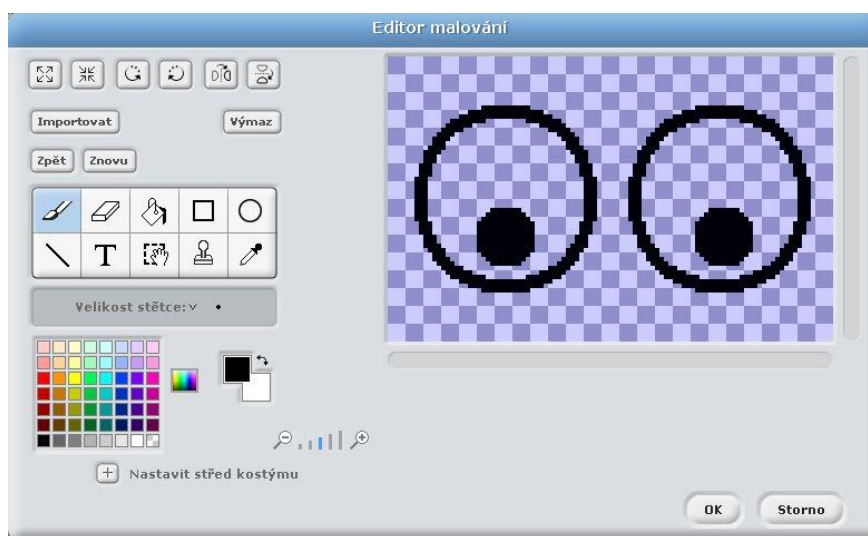 Editor malování
Importovat
Výmaz
Zpět
Znovu
T
Velikost stětce:
Nastavit střed kostýmu
OK
Storno